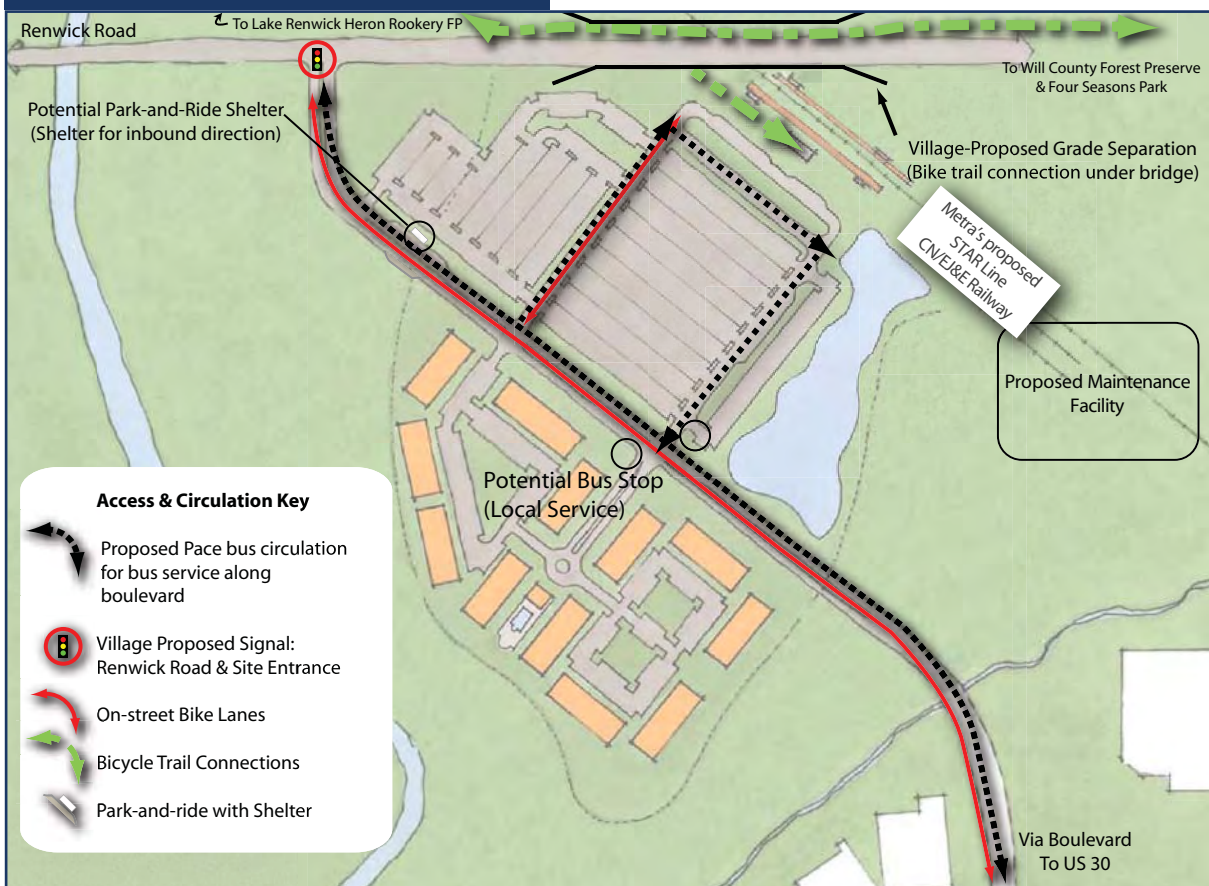 To Lake Renwick Heron Rookery FP
Renwick Road
To Will County Forest Preserve
& Four Seasons Park
Potential Park-and-Ride Shelter
(Shelter for inbound direction)
Village-Proposed Grade Separation
(Bike trail connection under bridge)
Metra's proposed
STAR Line
CN/EJ&E Railway
Proposed Maintenance
Facility
Potential Bus Stop
(Local Service)
Access & Circulation Key
Proposed Pace bus circulation
for bus service along
boulevard
Village Proposed Signal:
Renwick Road & Site Entrance
On-street Bike Lanes
Bicycle Trail Connections
Park-and-ride with Shelter
Via Boulevard
To US 30